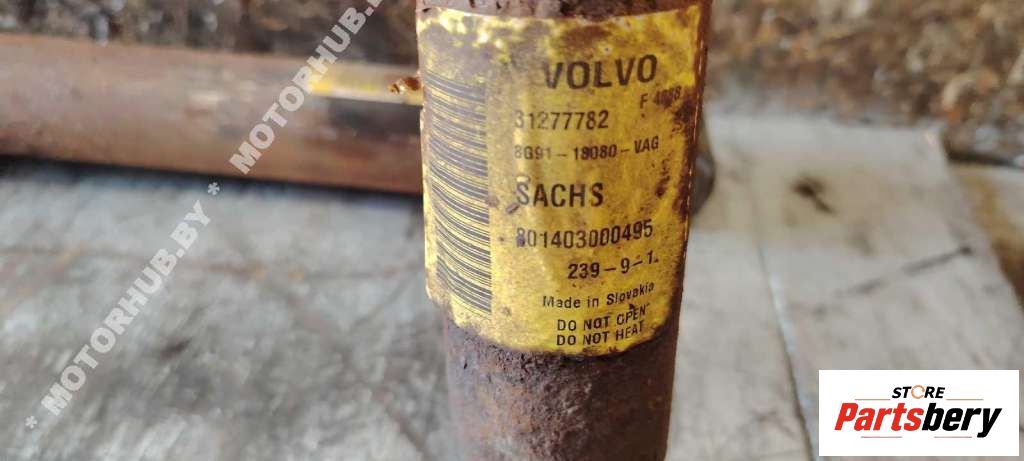 VOLVO
31277782
8G91-18080-VAG
SACHS
801403000495
239-9-1.
Made in Slovakia
DO NOT OPEN
DO NOT HEAT
* MOTORHUB.BY * MOTORHUB.BY
STORE
Partsbery